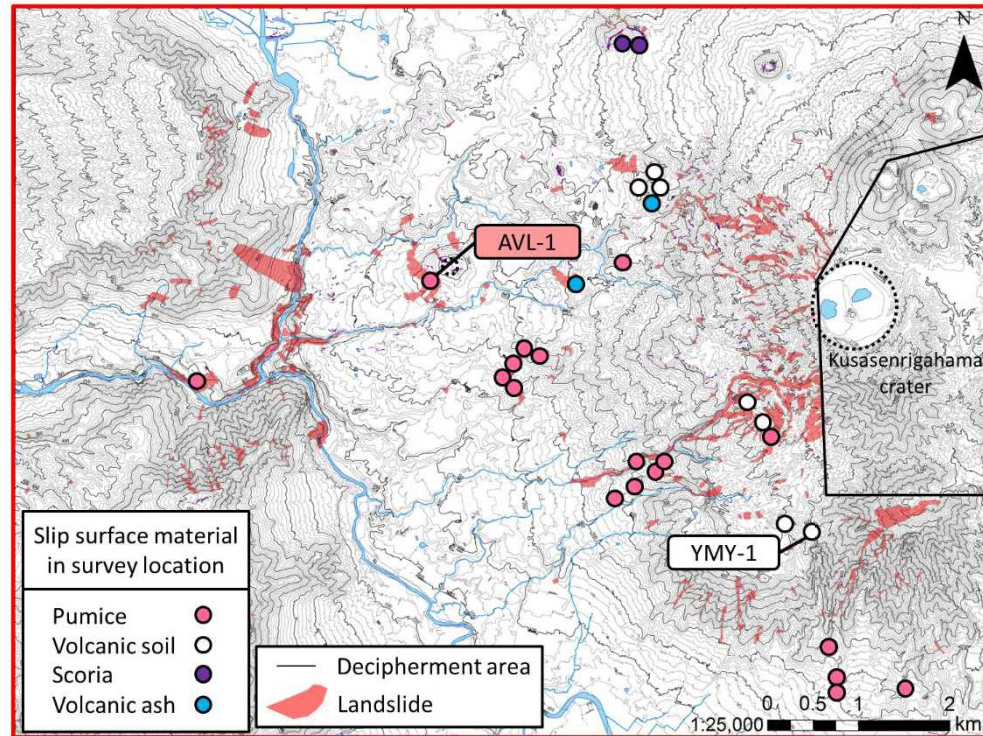 N
AVL-1
Kusasenrigahama
crater
YMY-1
Slip surface material
in survey location
Pumice
Volcanic soil
Scoria
Volcanic ash
Decipherment area
Landslide
1:25,000
0 0.5 1 2
km